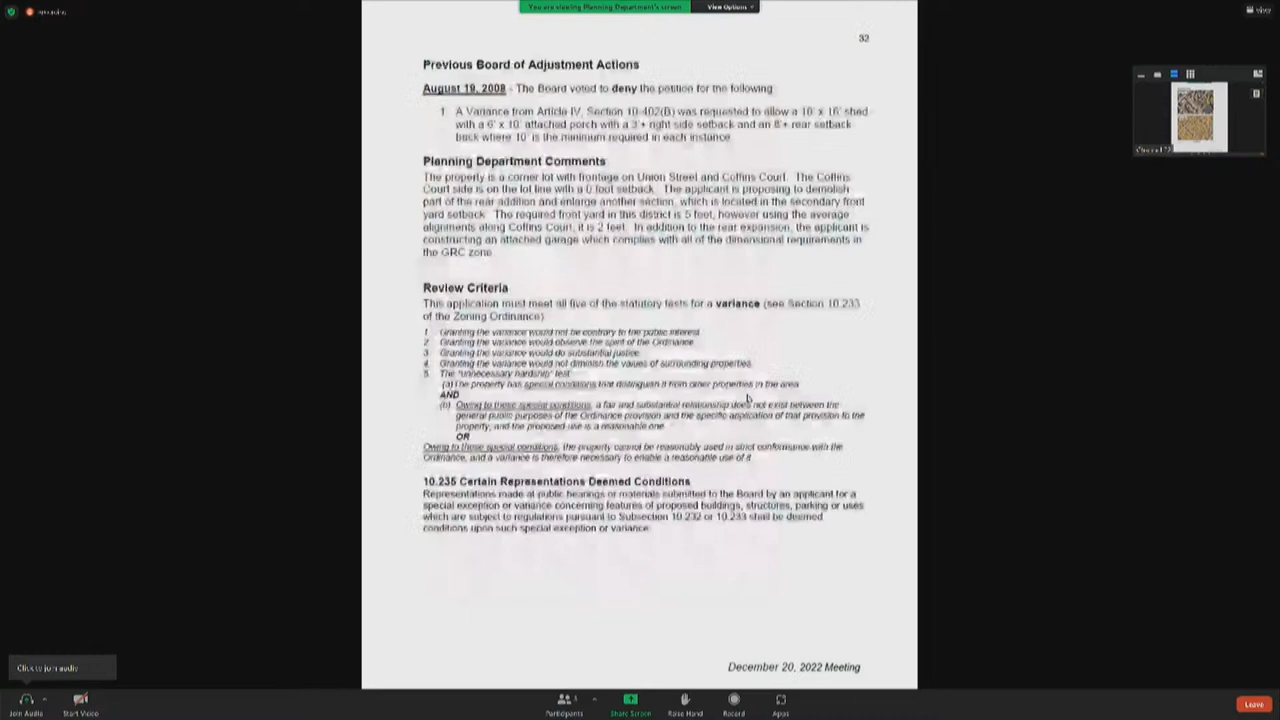 You are viewing Planning Department's screen
View Options
View
32
Previous Board of Adjustment Actions
August 19, 2008 - The Board voted to deny the petition for the following
1 A Variance from Article IV, Section 10-402(B) was requested to allow a 10' x 16' shed
with a 6' x 10' attached porch with a 3'+ right side setback and an 8'+ rear setback
back where 10' is the minimum required in each instance
Planning Department Comments
The property is a corner lot with frontage on Union Street and Coffins Court. The Coffins
Court side is on the lot line with a 0 foot setback. The applicant is proposing to demolish
part of the rear addition and enlarge another section, which is located in the secondary front
yard setback. The required front yard in this district is 5 feet, however using the average
alignments along Coffins Court, it is 2 feet. In addition to the rear expansion, the applicant is
constructing an attached garage which complies with all of the dimensional requirements in
the GRC zone
Review Criteria
This application must meet all five of the statutory tests for a variance (see Section 10.233
of the Zoning Ordinance)
1 Granting the variance would not be contrary to the public interest
2 Granting the variance would observe the spirit of the Ordinance
3 Granting the variance would do substantial justice
4 Granting the variance would not diminish the values of surrounding properties.
5 The "unnecessary hardship" test
(a) The property has special conditions that distinguish it from other properties in the area
AND
(b) Owing to these special conditions, a fair and substantial relationship does not exist between the
general public purposes of the Ordinance provision and the specific application of that provision to the
property; and the proposed use is a reasonable one
OR
Owing to these special conditions, the property cannot be reasonably used in strict conformance with the
Ordinance, and a variance is therefore necessary to enable a reasonable use of it
10.235 Certain Representations Deemed Conditions
Representations made at public hearings or materials submitted to the Board by an applicant for a
special exception or variance concerning features of proposed buildings, structures, parking or uses
which are subject to regulations pursuant to Subsection 10.232 or 10.233 shall be deemed
conditions upon such special exception or variance
December 20, 2022 Meeting
Click to join audio
Join Audio
Start Video
Participants
Share Screen
Raise Hand
Record
Apps
Leave